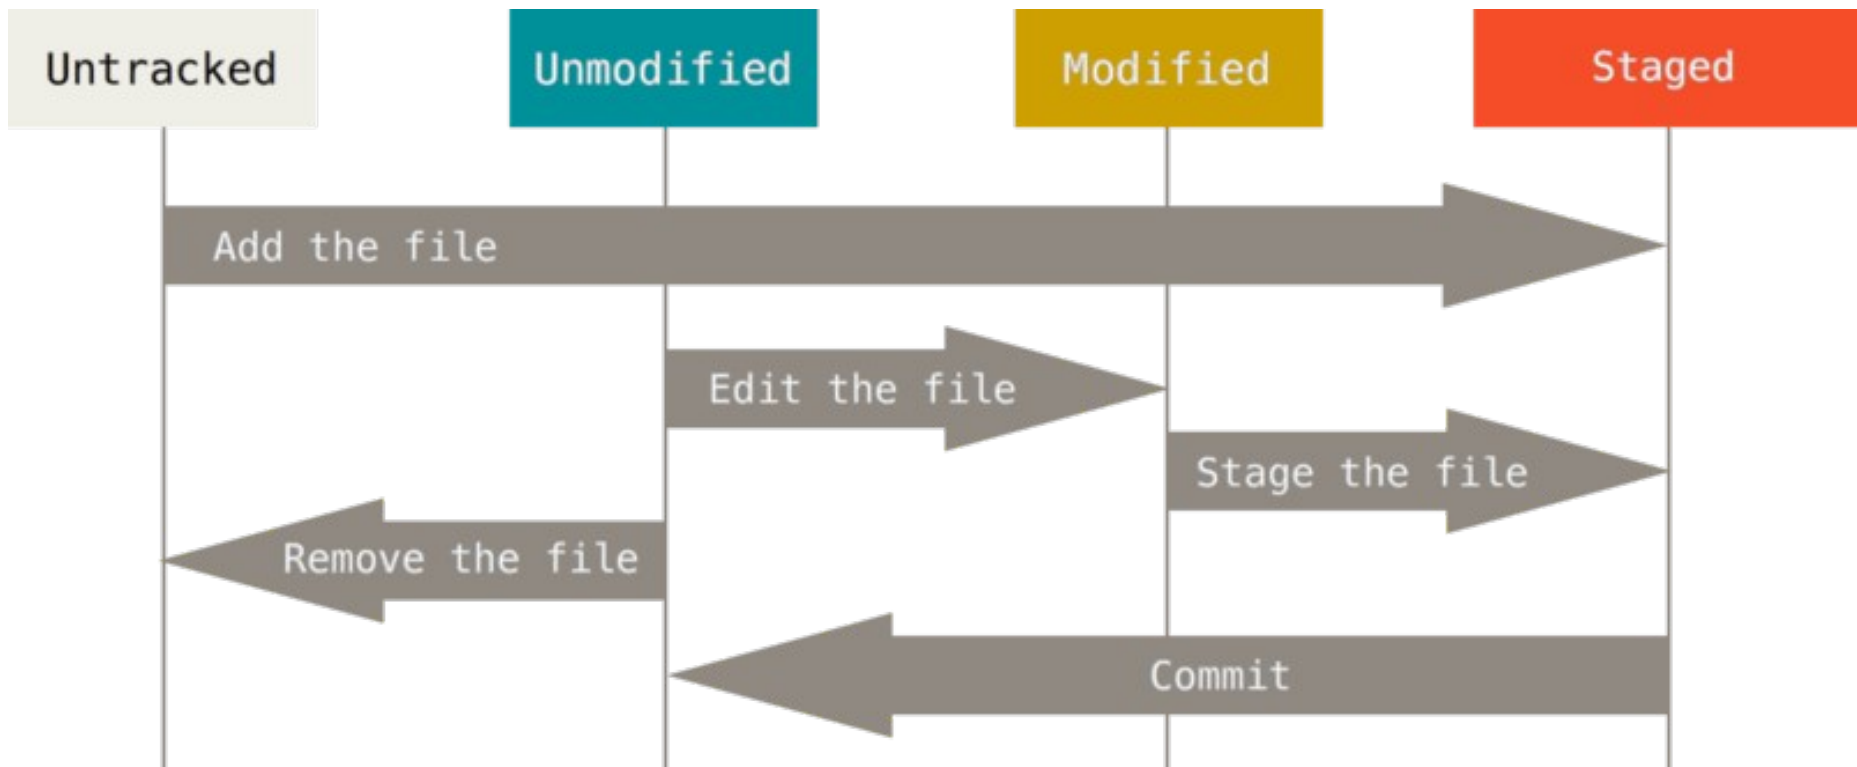 Untracked
Unmodified
Modified
Staged
Add the file
Edit the file
Stage the file
Remove the file
Commit